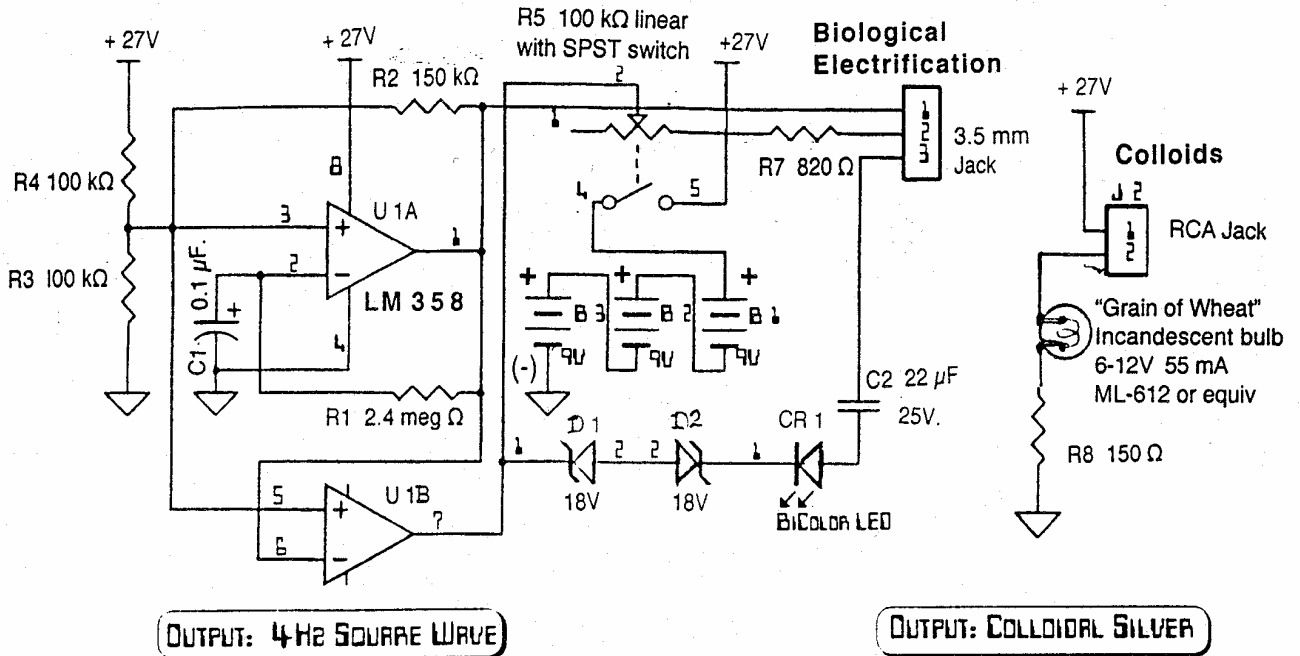 R5 100 kΩ linear
with SPST switch
+ 27V
+ 27V
+27V
Biological
Electrification
+ 27V
R2 150 kΩ
2
1
1
2
3
3.5 mm
Jack
R7 820 Ω
Colloids
J 2
1
2
RCA Jack
R4 100 kΩ
8
U 1A
3
+
2
−
1
LM 358
4
4
5
R3 100 kΩ
C1 0.1 µF.
+
+
+
+
B 3
B 2
B 1
9V
9V
9V
(-)
"Grain of Wheat"
Incandescent bulb
6-12V 55 mA
ML-612 or equiv
R1 2.4 meg Ω
C2 22 µF
25V.
1
D1
2
2
D2
1
CR 1
18V
18V
BiColor LED
R8 150 Ω
5
+
U 1B
7
6
−
Output: 4 Hz Square Wave
Output: Colloidal Silver